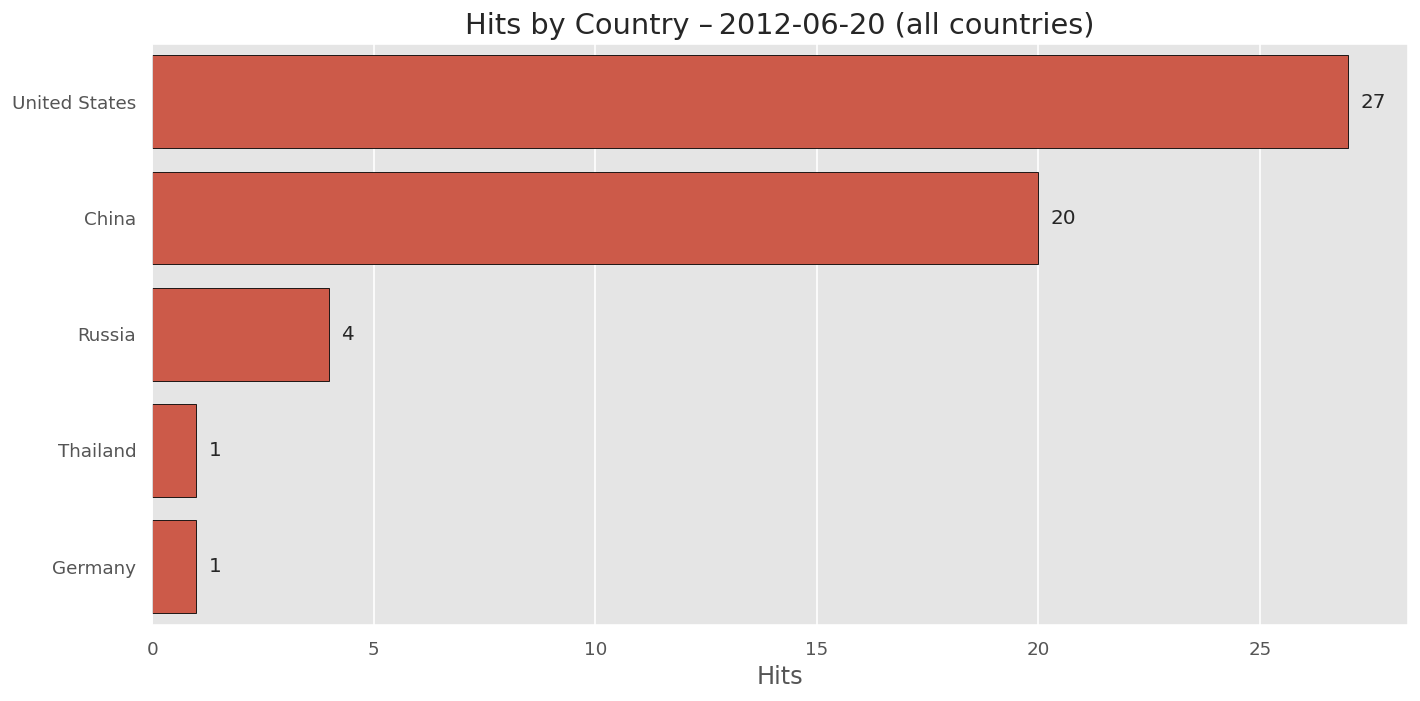 Hits by Country – 2012-06-20 (all countries)
United States 27
China 20
Russia 4
Thailand 1
Germany 1
0 5 10 15 20 25
Hits